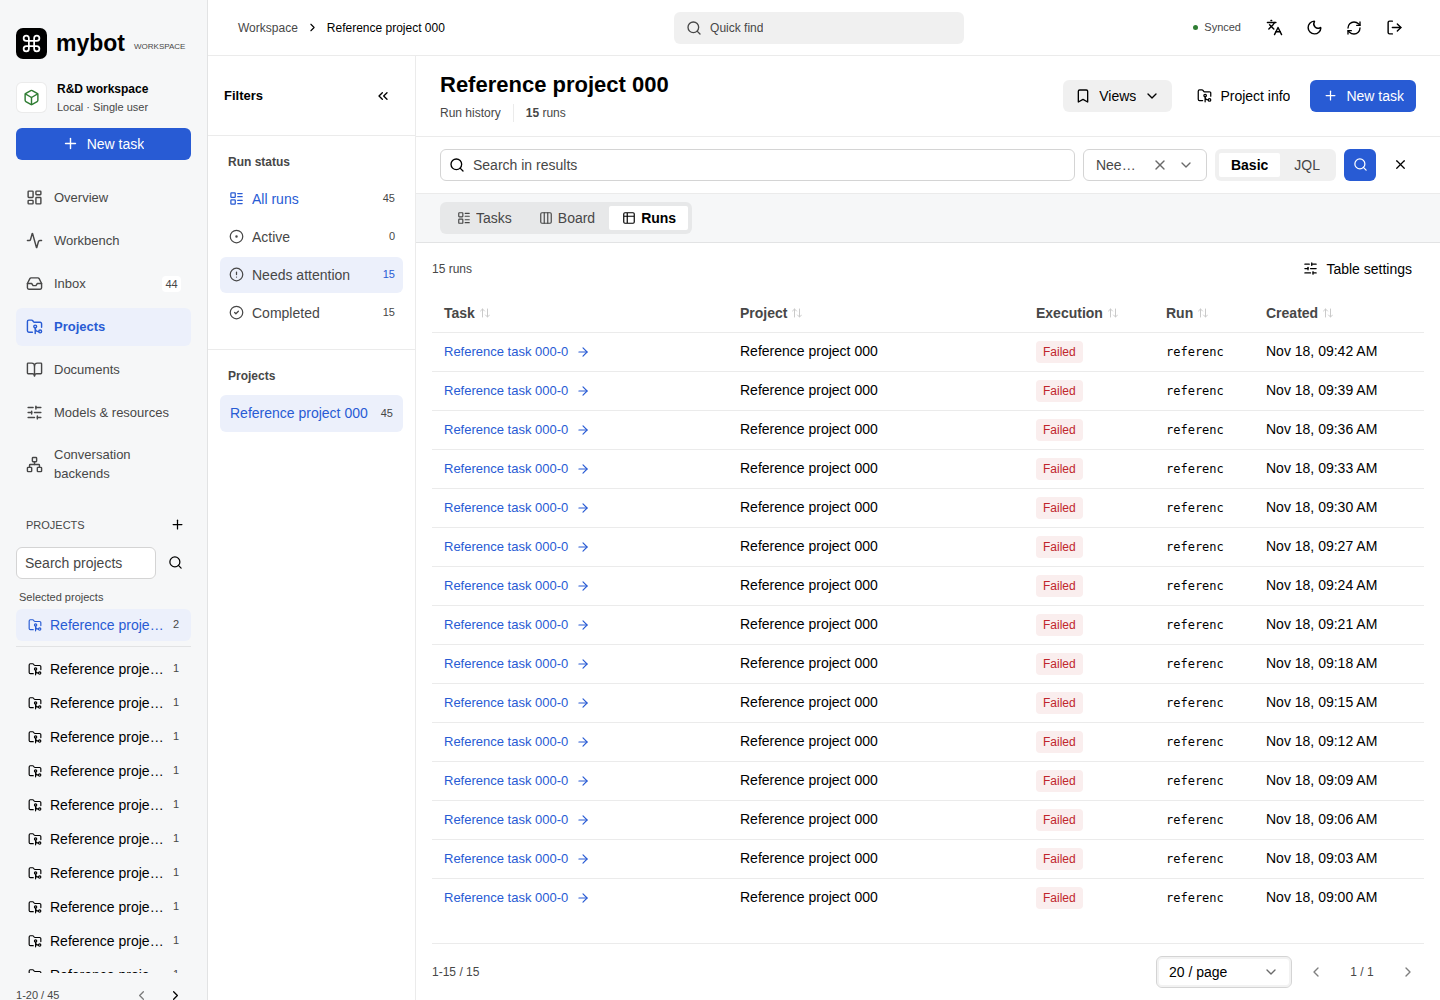 mybot WORKSPACE
R&D workspace
Local · Single user
New task
Overview
Workbench
Inbox 44
Projects
Documents
Models & resources
Conversation
backends
PROJECTS
Search projects
Selected projects
Reference proje... 2
Reference proje... 1
Reference proje... 1
Reference proje... 1
Reference proje... 1
Reference proje... 1
Reference proje... 1
Reference proje... 1
Reference proje... 1
Reference proje... 1
Reference proje... 1
1-20 / 45
Workspace Reference project 000
Quick find
Synced
Filters
Run status
All runs 45
Active 0
Needs attention 15
Completed 15
Projects
Reference project 000 45
Reference project 000
Run history 15 runs
Views
Project info
New task
Search in results
Nee...
Basic JQL
Tasks Board Runs
15 runs
Table settings
Task Project Execution Run Created
Reference task 000-0 Reference project 000 Failed referenc Nov 18, 09:42 AM
Reference task 000-0 Reference project 000 Failed referenc Nov 18, 09:39 AM
Reference task 000-0 Reference project 000 Failed referenc Nov 18, 09:36 AM
Reference task 000-0 Reference project 000 Failed referenc Nov 18, 09:33 AM
Reference task 000-0 Reference project 000 Failed referenc Nov 18, 09:30 AM
Reference task 000-0 Reference project 000 Failed referenc Nov 18, 09:27 AM
Reference task 000-0 Reference project 000 Failed referenc Nov 18, 09:24 AM
Reference task 000-0 Reference project 000 Failed referenc Nov 18, 09:21 AM
Reference task 000-0 Reference project 000 Failed referenc Nov 18, 09:18 AM
Reference task 000-0 Reference project 000 Failed referenc Nov 18, 09:15 AM
Reference task 000-0 Reference project 000 Failed referenc Nov 18, 09:12 AM
Reference task 000-0 Reference project 000 Failed referenc Nov 18, 09:09 AM
Reference task 000-0 Reference project 000 Failed referenc Nov 18, 09:06 AM
Reference task 000-0 Reference project 000 Failed referenc Nov 18, 09:03 AM
Reference task 000-0 Reference project 000 Failed referenc Nov 18, 09:00 AM
1-15 / 15
20 / page
1 / 1